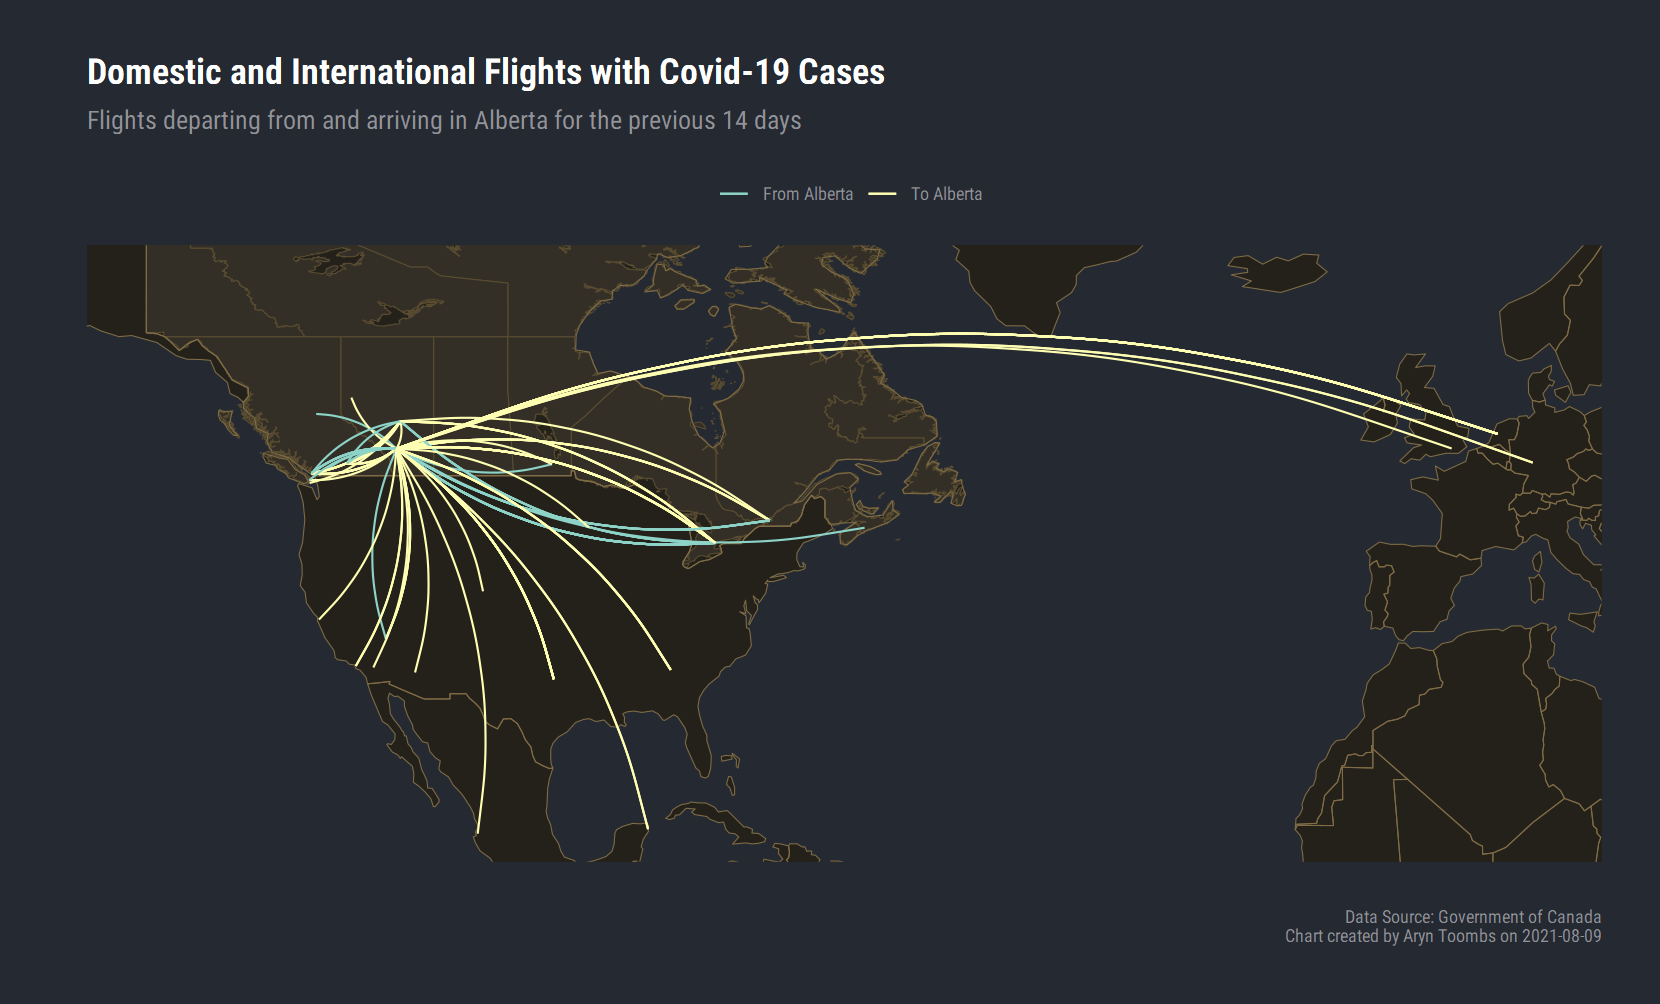 Domestic and International Flights with Covid-19 Cases
Flights departing from and arriving in Alberta for the previous 14 days
From Alberta To Alberta
Data Source: Government of Canada
Chart created by Aryn Toombs on 2021-08-09